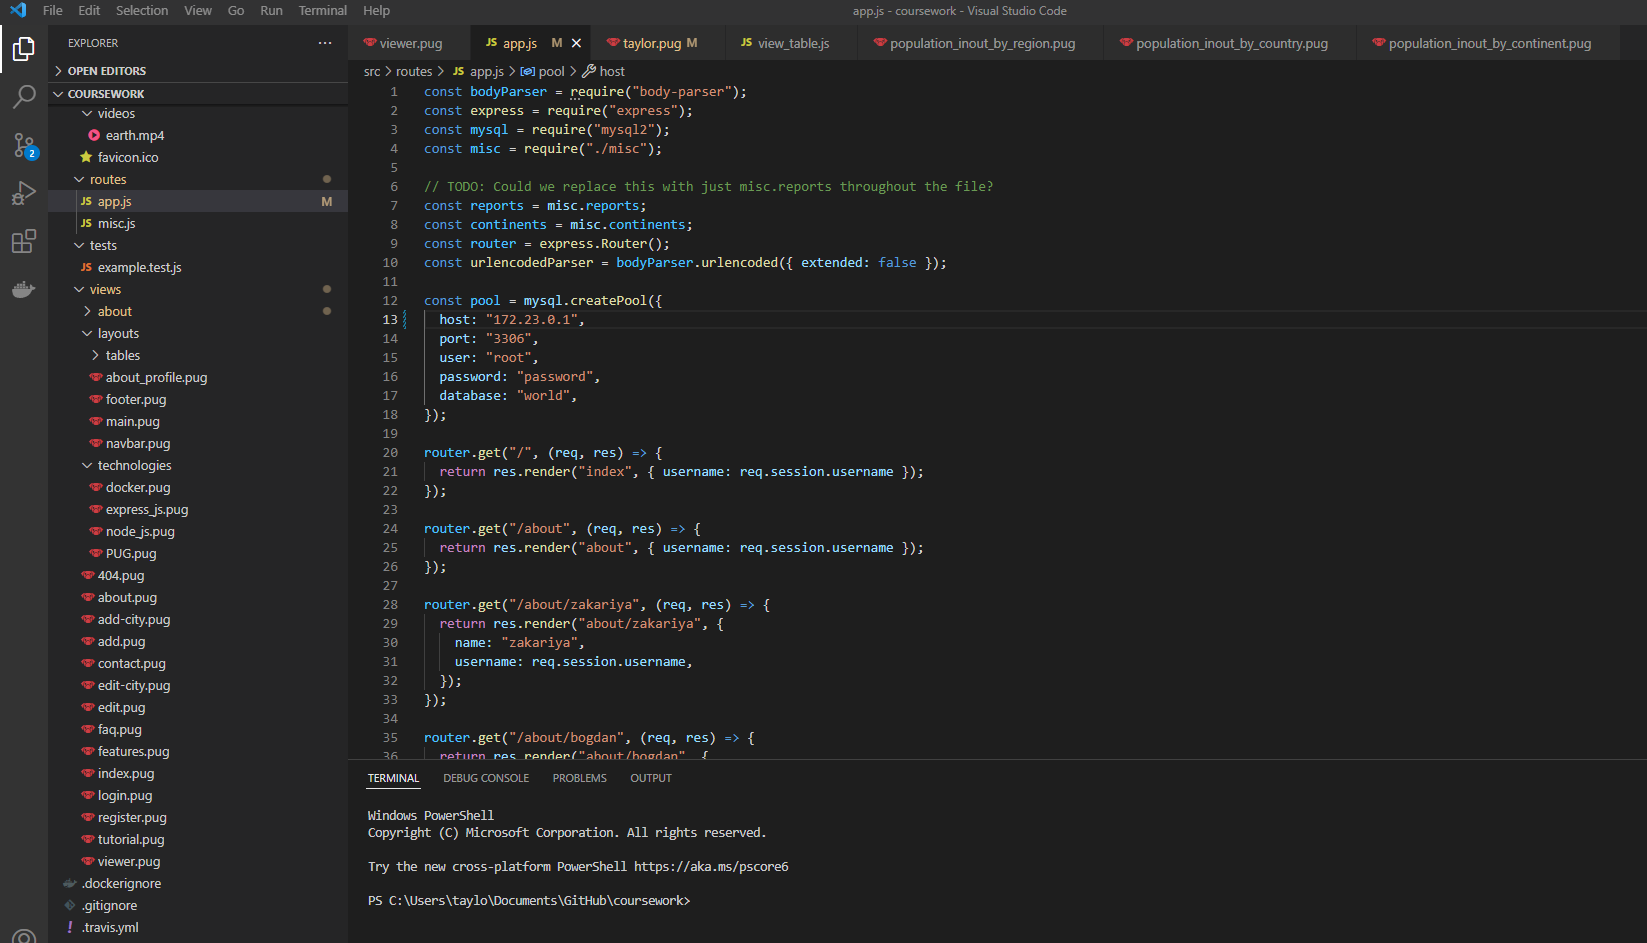 File Edit Selection View Go Run Terminal Help
app.js - coursework - Visual Studio Code
EXPLORER
OPEN EDITORS
COURSEWORK
videos
earth.mp4
favicon.ico
routes
JS app.js M
JS misc.js
tests
JS example.test.js
views
about
layouts
tables
about_profile.pug
footer.pug
main.pug
navbar.pug
technologies
docker.pug
express_js.pug
node_js.pug
PUG.pug
404.pug
about.pug
add-city.pug
add.pug
contact.pug
edit-city.pug
edit.pug
faq.pug
features.pug
index.pug
login.pug
register.pug
tutorial.pug
viewer.pug
.dockerignore
.gitignore
! .travis.yml
2
viewer.pug JS app.js M taylor.pug M JS view_table.js population_inout_by_region.pug population_inout_by_country.pug population_inout_by_continent.pug
src > routes > JS app.js > pool > host
1 const bodyParser = require("body-parser");
2 const express = require("express");
3 const mysql = require("mysql2");
4 const misc = require("./misc");
5
6 // TODO: Could we replace this with just misc.reports throughout the file?
7 const reports = misc.reports;
8 const continents = misc.continents;
9 const router = express.Router();
10 const urlencodedParser = bodyParser.urlencoded({ extended: false });
11
12 const pool = mysql.createPool({
13 host: "172.23.0.1",
14 port: "3306",
15 user: "root",
16 password: "password",
17 database: "world",
18 });
19
20 router.get("/", (req, res) => {
21 return res.render("index", { username: req.session.username });
22 });
23
24 router.get("/about", (req, res) => {
25 return res.render("about", { username: req.session.username });
26 });
27
28 router.get("/about/zakariya", (req, res) => {
29 return res.render("about/zakariya", {
30 name: "zakariya",
31 username: req.session.username,
32 });
33 });
34
35 router.get("/about/bogdan", (req, res) => {
36 return res.render("about/bogdan", {
TERMINAL DEBUG CONSOLE PROBLEMS OUTPUT
Windows PowerShell
Copyright (C) Microsoft Corporation. All rights reserved.
Try the new cross-platform PowerShell https://aka.ms/pscore6
PS C:\Users\taylo\Documents\GitHub\coursework>